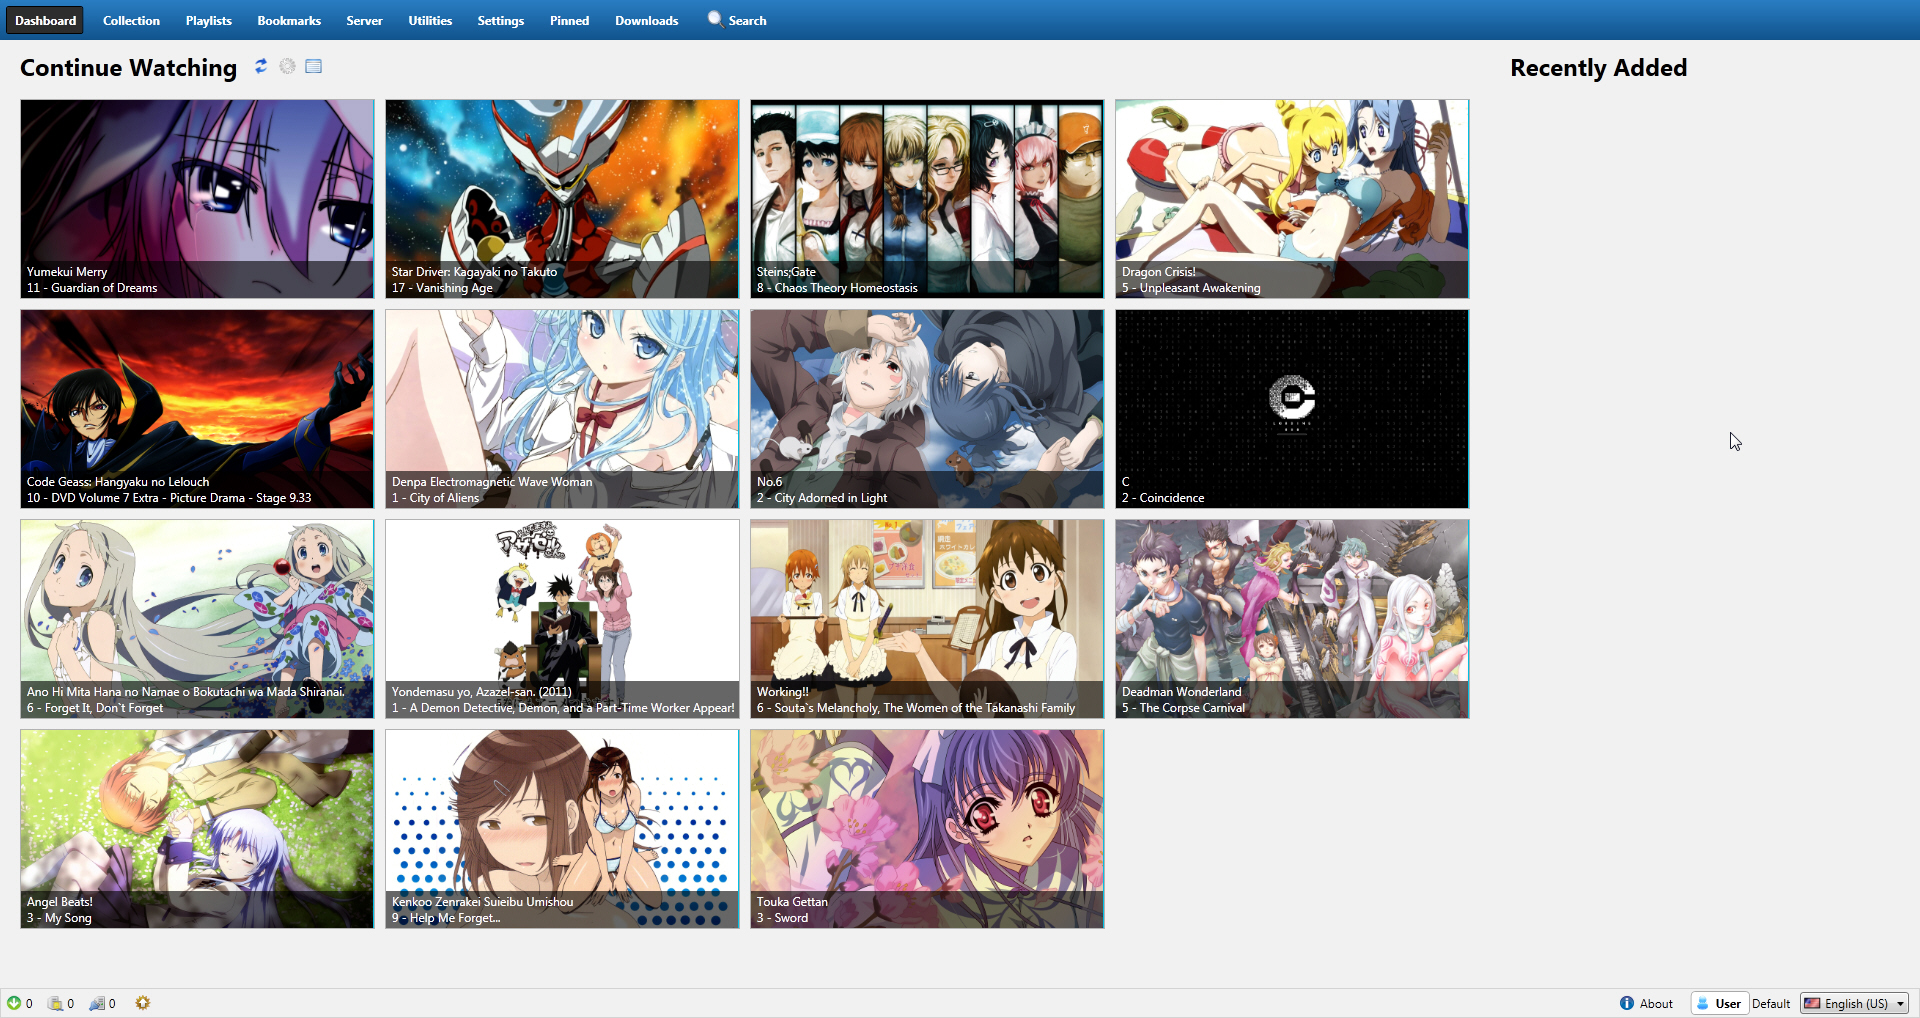 Dashboard Collection Playlists Bookmarks Server Utilities Settings Pinned Downloads Search
Continue Watching
Recently Added
Yumekui Merry
11 - Guardian of Dreams
Star Driver: Kagayaki no Takuto
17 - Vanishing Age
Steins;Gate
8 - Chaos Theory Homeostasis
Dragon Crisis!
5 - Unpleasant Awakening
Code Geass: Hangyaku no Lelouch
10 - DVD Volume 7 Extra - Picture Drama - Stage 9.33
Denpa Electromagnetic Wave Woman
1 - City of Aliens
No.6
2 - City Adorned in Light
C
2 - Coincidence
Ano Hi Mita Hana no Namae o Bokutachi wa Mada Shiranai.
6 - Forget It, Don`t Forget
アザゼル
Yondemasu yo, Azazel-san. (2011)
1 - A Demon Detective, Demon, and a Part-Time Worker Appear!
Working!!
6 - Souta`s Melancholy, The Women of the Takanashi Family
Deadman Wonderland
5 - The Corpse Carnival
Angel Beats!
3 - My Song
Kenkoo Zenrakei Suieibu Umishou
9 - Help Me Forget...
Touka Gettan
3 - Sword
0 0 0
About User Default English (US)